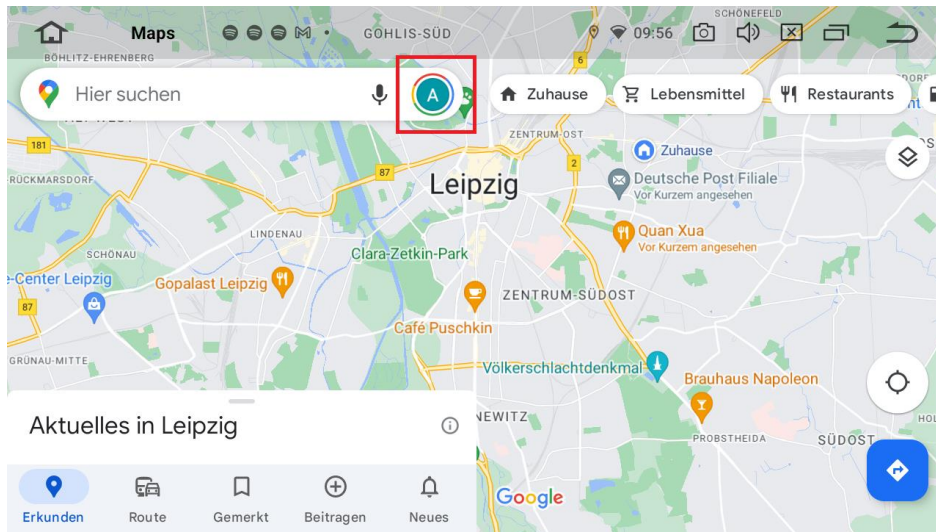 Maps
GOHLIS-SÜD
09:56
SCHÖNEFELD
BÖHLITZ-EHRENBERG
6
Hier suchen
A
Zuhause
Lebensmittel
Restaurants
ZENTRUM-OST
181
87
2
Zuhause
RÜCKMARSDORF
Leipzig
Deutsche Post Filiale
Vor Kurzem angesehen
LINDENAU
Quan Xua
Vor Kurzem angesehen
SCHÖNAU
Clara-Zetkin-Park
e-Center Leipzig
Gopalast Leipzig
ZENTRUM-SÜDOST
87
Café Puschkin
GRÜNAU-MITTE
Völkerschlachtdenkmal
Brauhaus Napoleon
Aktuelles in Leipzig
NEWITZ
PROBSTHEIDA
SÜDOST
HOL
Erkunden
Route
Gemerkt
Beitragen
Neues
Google